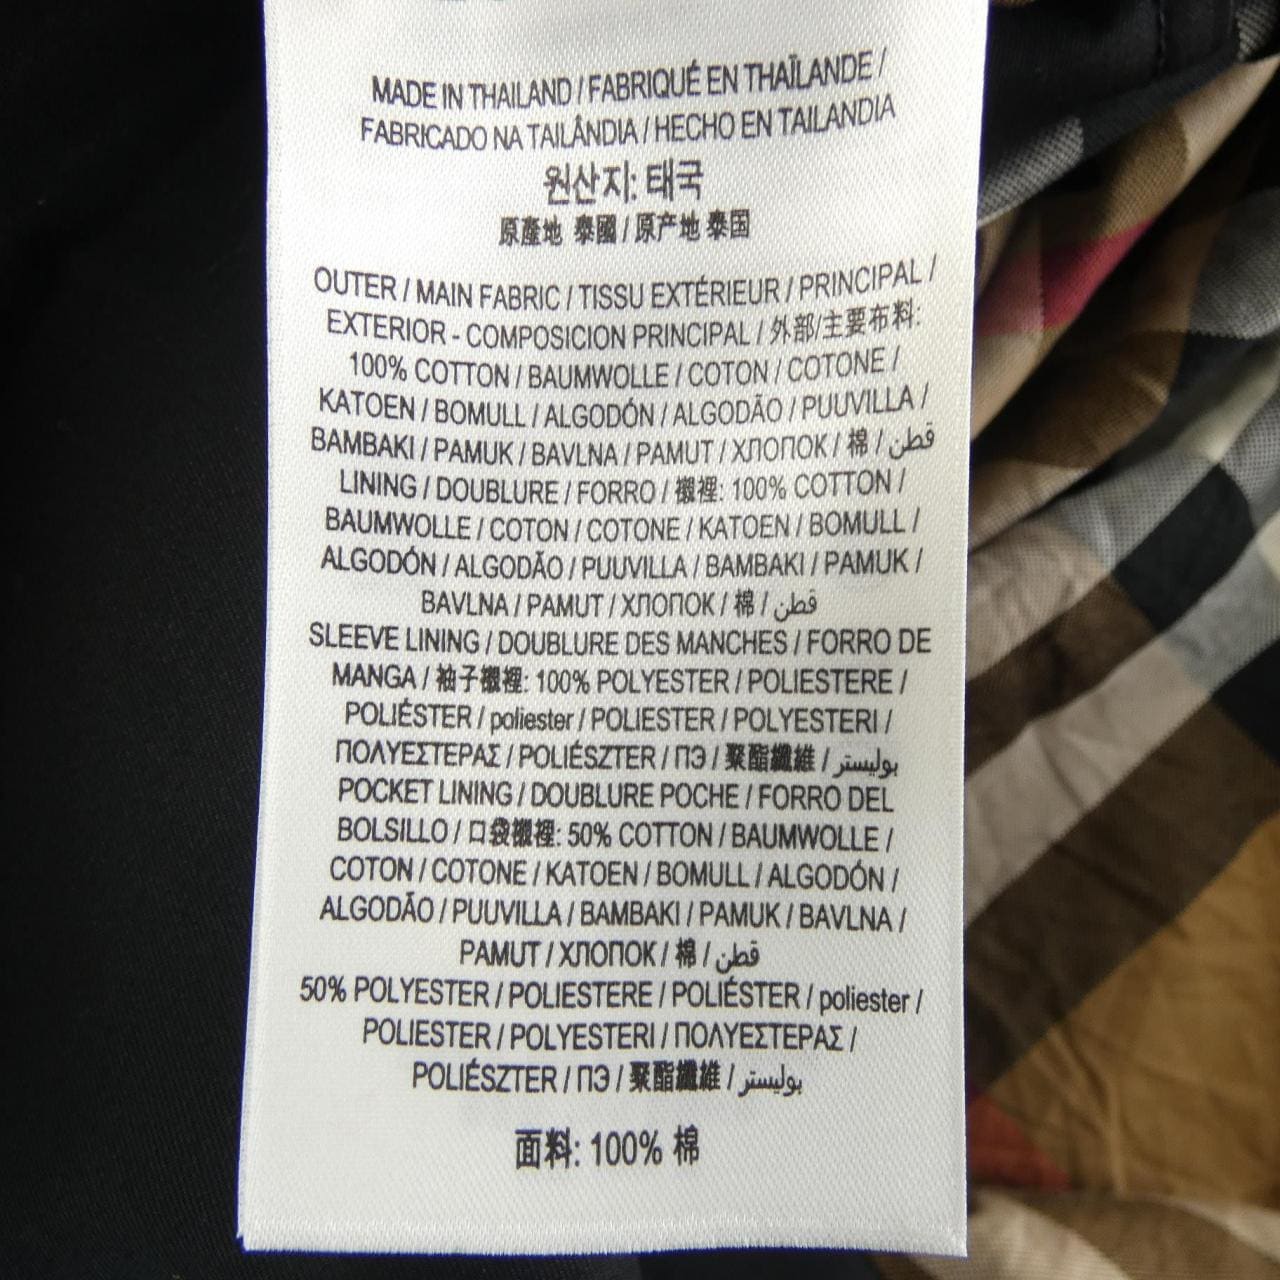 MADE IN THAILAND / FABRIQUÉ EN THAÏLANDE /
FABRICADO NA TAILÂNDIA / HECHO EN TAILANDIA
원산지: 태국
原產地 泰國 / 原产地 泰国
OUTER / MAIN FABRIC / TISSU EXTÉRIEUR / PRINCIPAL /
EXTERIOR - COMPOSICION PRINCIPAL / 外部/主要布料:
100% COTTON / BAUMWOLLE / COTON / COTONE /
KATOEN / BOMULL / ALGODÓN / ALGODÃO / PUUVILLA /
BAMBAKI / PAMUK / BAVLNA / PAMUT / ХЛОПОК / 棉 / قطن
LINING / DOUBLURE / FORRO / 襯裡: 100% COTTON /
BAUMWOLLE / COTON / COTONE / KATOEN / BOMULL /
ALGODÓN / ALGODÃO / PUUVILLA / BAMBAKI / PAMUK /
BAVLNA / PAMUT / ХЛОПОК / 棉 / قطن
SLEEVE LINING / DOUBLURE DES MANCHES / FORRO DE
MANGA / 袖子襯裡: 100% POLYESTER / POLIESTERE /
POLIÉSTER / poliester / POLIESTER / POLYESTERI /
ΠΟΛΥΕΣΤΕΡΑΣ / POLIÉSZTER / ПЭ / 聚酯纖維 / بوليستر
POCKET LINING / DOUBLURE POCHE / FORRO DEL
BOLSILLO / 口袋襯裡: 50% COTTON / BAUMWOLLE /
COTON / COTONE / KATOEN / BOMULL / ALGODÓN /
ALGODÃO / PUUVILLA / BAMBAKI / PAMUK / BAVLNA /
PAMUT / ХЛОПОК / 棉 / قطن
50% POLYESTER / POLIESTERE / POLIÉSTER / poliester /
POLIESTER / POLYESTERI / ΠΟΛΥΕΣΤΕΡΑΣ /
POLIÉSZTER / ПЭ / 聚酯纖維 / بوليستر
面料: 100% 棉